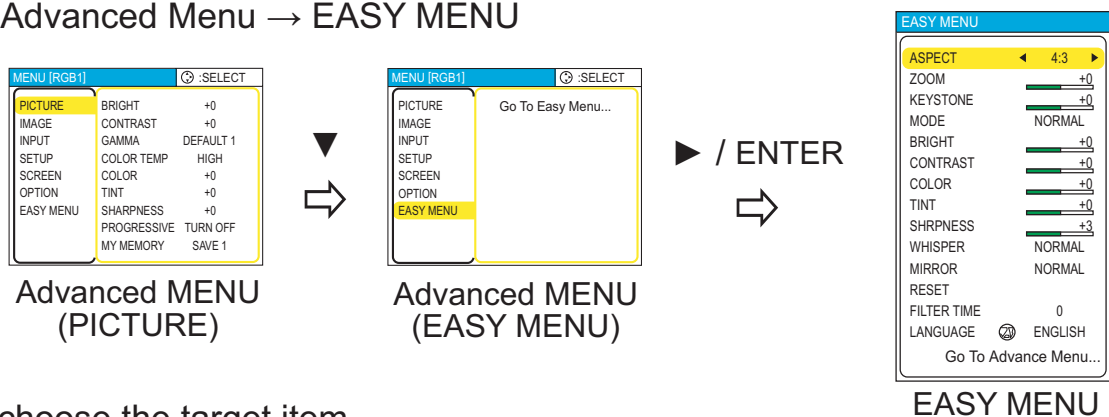 Advanced Menu → EASY MENU
MENU [RGB1] :SELECT
PICTURE BRIGHT +0
IMAGE CONTRAST +0
INPUT GAMMA DEFAULT 1
SETUP COLOR TEMP HIGH
SCREEN COLOR +0
OPTION TINT +0
EASY MENU SHARPNESS +0
PROGRESSIVE TURN OFF
MY MEMORY SAVE 1
Advanced MENU
(PICTURE)
▼
MENU [RGB1] :SELECT
PICTURE Go To Easy Menu...
IMAGE
INPUT
SETUP
SCREEN
OPTION
EASY MENU
Advanced MENU
(EASY MENU)
► / ENTER
EASY MENU
ASPECT ◄ 4:3 ►
ZOOM +0
KEYSTONE +0
MODE NORMAL
BRIGHT +0
CONTRAST +0
COLOR +0
TINT +0
SHRPNESS +3
WHISPER NORMAL
MIRROR NORMAL
RESET
FILTER TIME 0
LANGUAGE ENGLISH
Go To Advance Menu...
EASY MENU
choose the target item